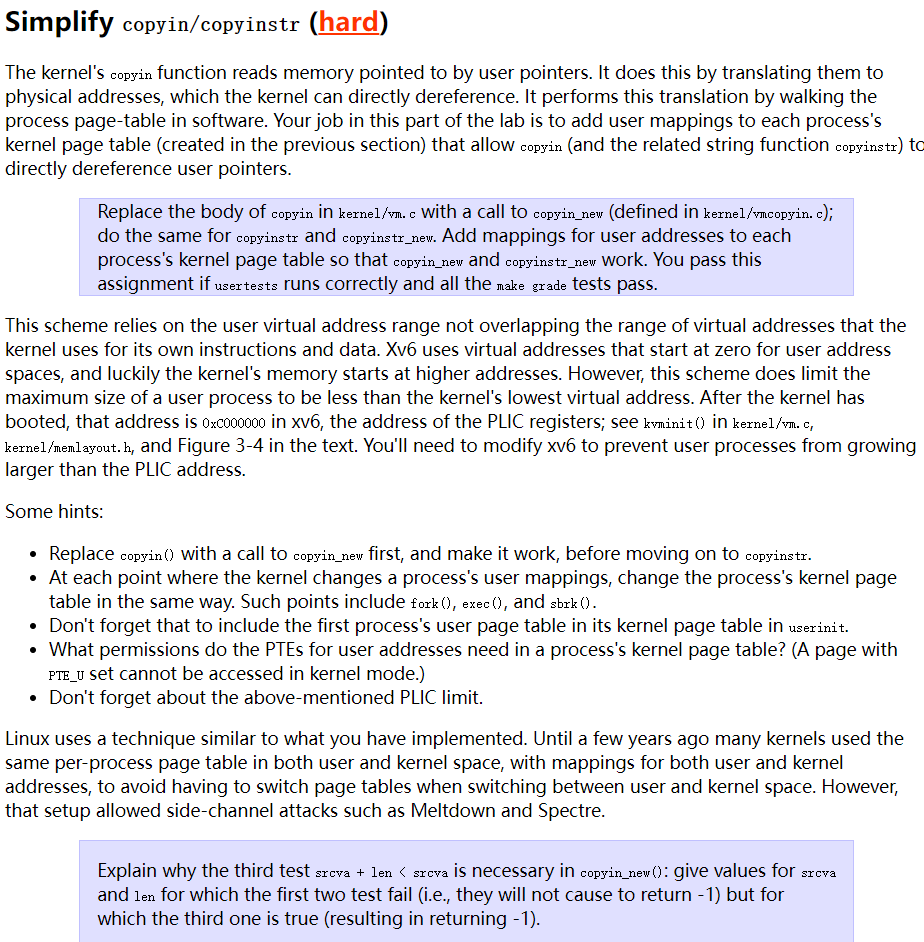 Simplify copyin/copyinstr (hard)
The kernel's copyin function reads memory pointed to by user pointers. It does this by translating them to
physical addresses, which the kernel can directly dereference. It performs this translation by walking the
process page-table in software. Your job in this part of the lab is to add user mappings to each process's
kernel page table (created in the previous section) that allow copyin (and the related string function copyinstr) to
directly dereference user pointers.
Replace the body of copyin in kernel/vm.c with a call to copyin_new (defined in kernel/vmcopyin.c);
do the same for copyinstr and copyinstr_new. Add mappings for user addresses to each
process's kernel page table so that copyin_new and copyinstr_new work. You pass this
assignment if usertests runs correctly and all the make grade tests pass.
This scheme relies on the user virtual address range not overlapping the range of virtual addresses that the
kernel uses for its own instructions and data. Xv6 uses virtual addresses that start at zero for user address
spaces, and luckily the kernel's memory starts at higher addresses. However, this scheme does limit the
maximum size of a user process to be less than the kernel's lowest virtual address. After the kernel has
booted, that address is 0xC000000 in xv6, the address of the PLIC registers; see kvminit() in kernel/vm.c,
kernel/memlayout.h, and Figure 3-4 in the text. You'll need to modify xv6 to prevent user processes from growing
larger than the PLIC address.
Some hints:
• Replace copyin() with a call to copyin_new first, and make it work, before moving on to copyinstr.
• At each point where the kernel changes a process's user mappings, change the process's kernel page
table in the same way. Such points include fork(), exec(), and sbrk().
• Don't forget that to include the first process's user page table in its kernel page table in userinit.
• What permissions do the PTEs for user addresses need in a process's kernel page table? (A page with
PTE_U set cannot be accessed in kernel mode.)
• Don't forget about the above-mentioned PLIC limit.
Linux uses a technique similar to what you have implemented. Until a few years ago many kernels used the
same per-process page table in both user and kernel space, with mappings for both user and kernel
addresses, to avoid having to switch page tables when switching between user and kernel space. However,
that setup allowed side-channel attacks such as Meltdown and Spectre.
Explain why the third test srcva + len < srcva is necessary in copyin_new(): give values for srcva
and len for which the first two test fail (i.e., they will not cause to return -1) but for
which the third one is true (resulting in returning -1).